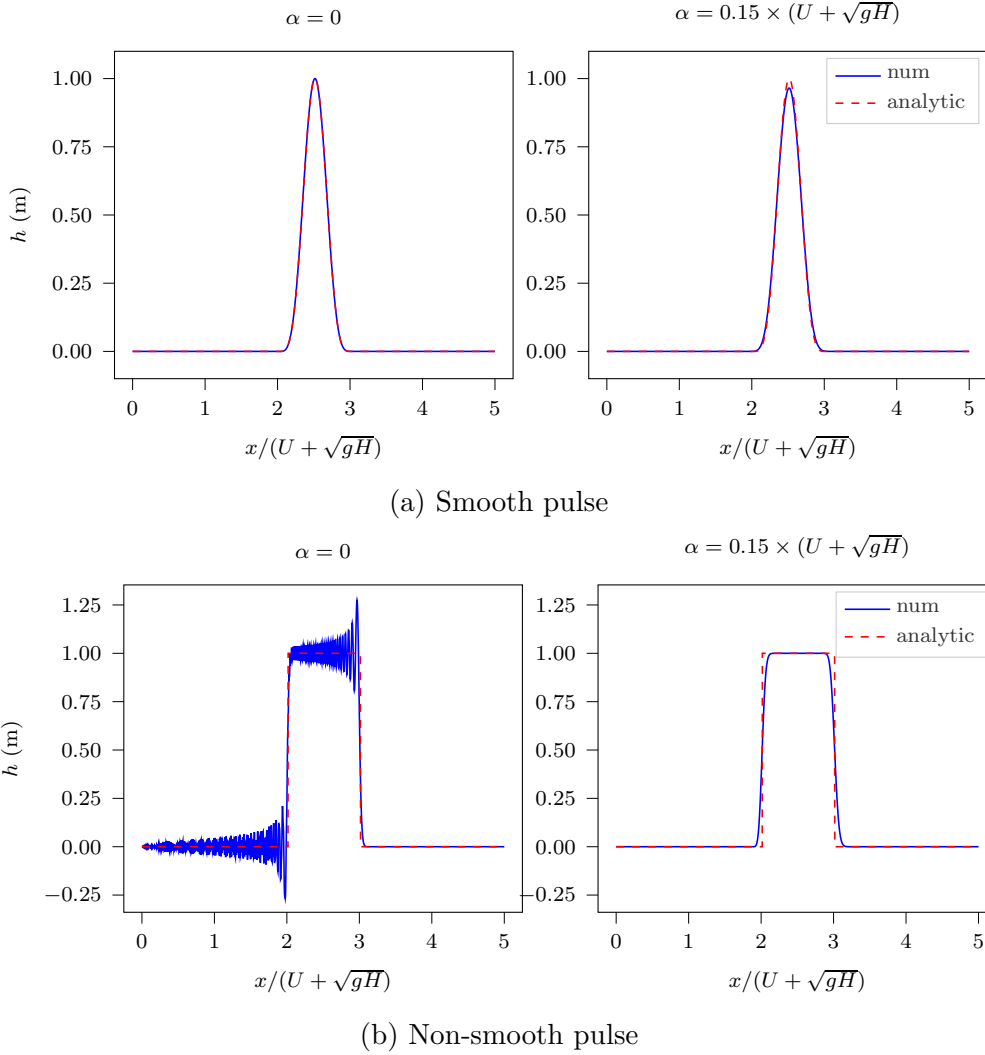 α = 0
α = 0.15 × (U + √gH)
1.00
0.75
0.50
0.25
0.00
h (m)
0 1 2 3 4 5
x/(U + √gH)
1.00
0.75
0.50
0.25
0.00
num
analytic
0 1 2 3 4 5
x/(U + √gH)
(a) Smooth pulse
α = 0
α = 0.15 × (U + √gH)
1.25
1.00
0.75
0.50
0.25
0.00
−0.25
h (m)
0 1 2 3 4 5
x/(U + √gH)
1.25
1.00
0.75
0.50
0.25
0.00
−0.25
num
analytic
0 1 2 3 4 5
x/(U + √gH)
(b) Non-smooth pulse